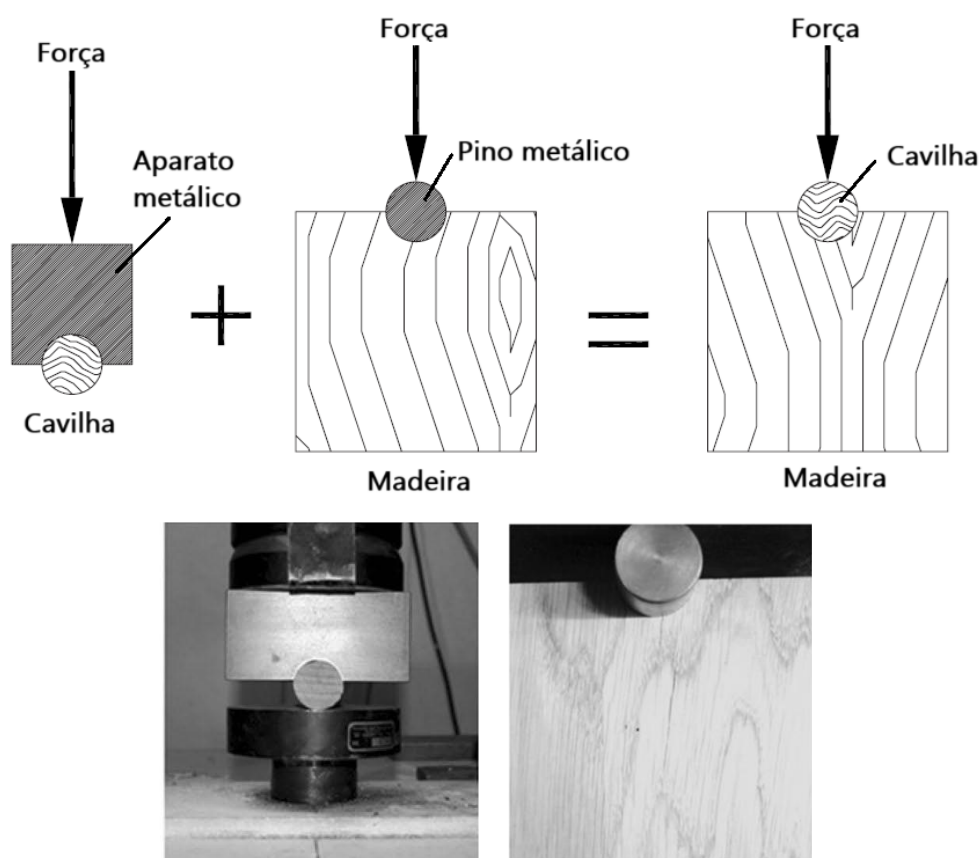 Força
Aparato
metálico
Cavilha
Força
Pino metálico
Madeira
Força
Cavilha
Madeira